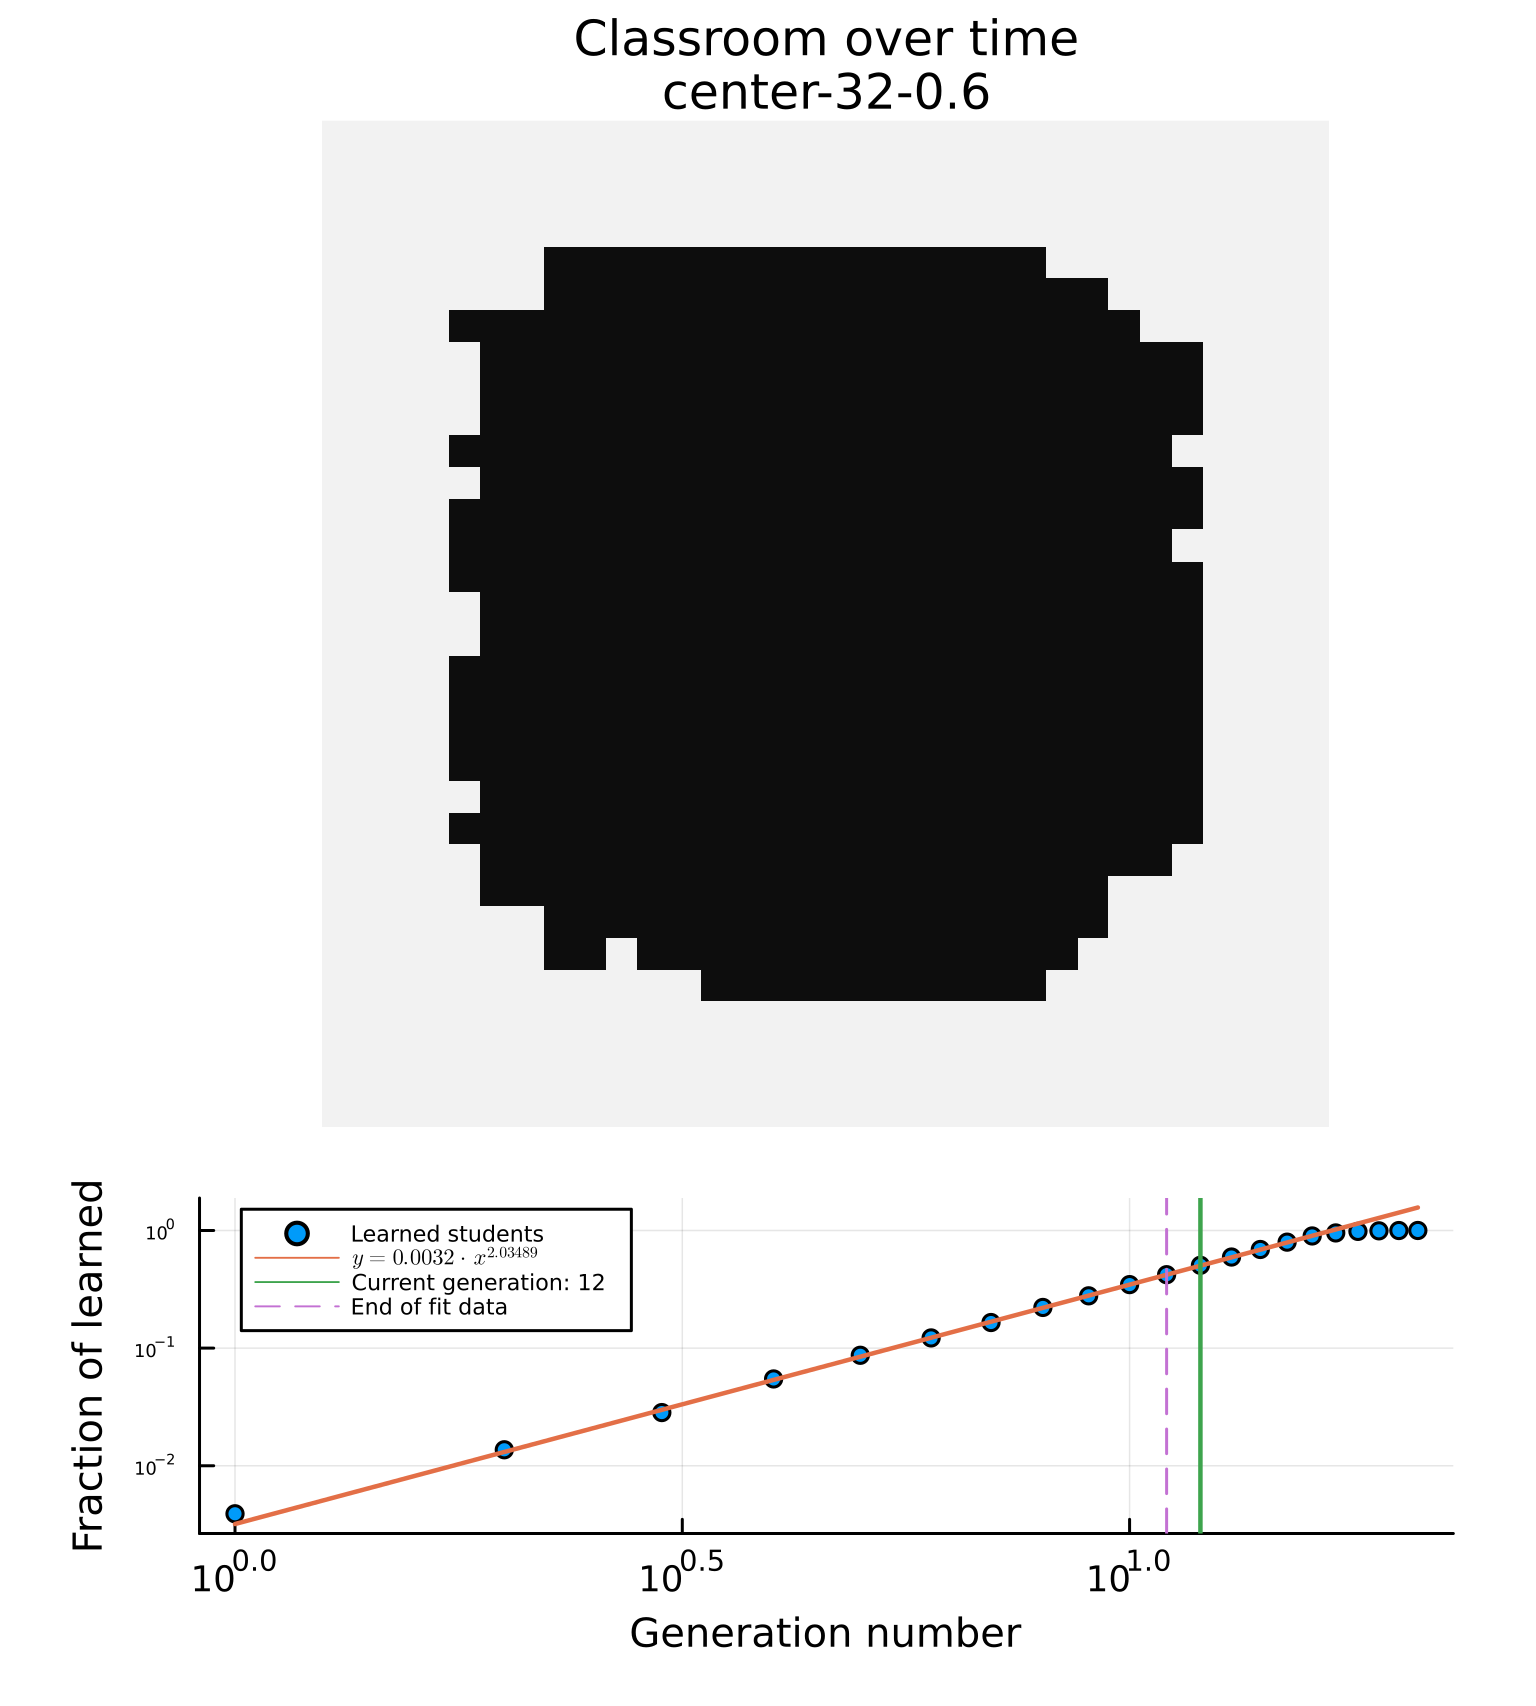 Classroom over time
center-32-0.6
Fraction of learned
10^0
10^-1
10^-2
Learned students
y = 0.0032 · x^2.03489
Current generation: 12
End of fit data
10^0.0
10^0.5
10^1.0
Generation number